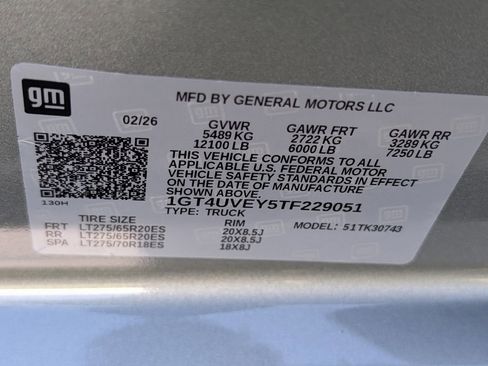 gm
MFD BY GENERAL MOTORS LLC
02/26 GVWR GAWR FRT GAWR RR
5489 KG 2722 KG 3289 KG
12100 LB 6000 LB 7250 LB
THIS VEHICLE CONFORMS TO ALL
APPLICABLE U.S. FEDERAL MOTOR
VEHICLE SAFETY STANDARDS IN EFFECT
ON THE DATE OF MANUFACTURE
SHOWN ABOVE.
1GT4UVEY5TF229051
130H TYPE: TRUCK MODEL: 51TK30743
TIRE SIZE RIM
FRT LT275/65R20ES 20X8.5J
RR LT275/65R20ES 20X8.5J
SPA LT275/70R18ES 18X8J